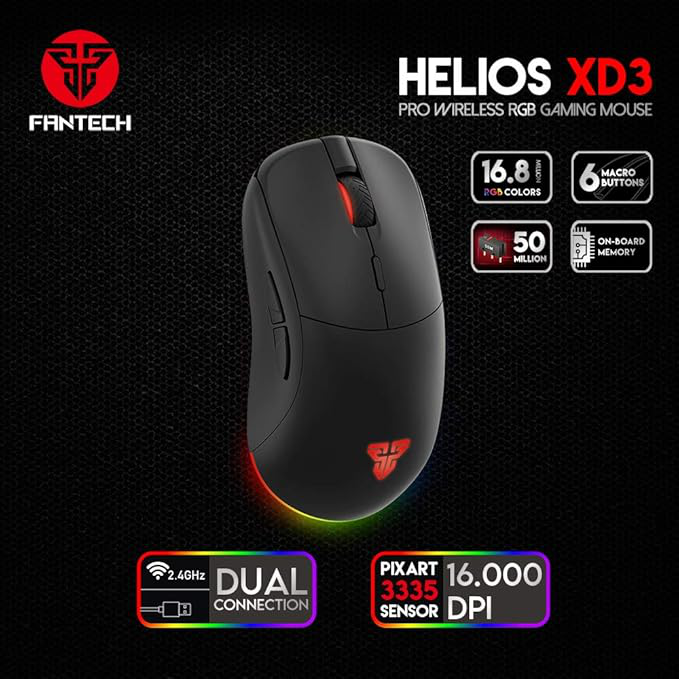 FANTECH
HELIOS XD3
PRO WIRELESS RGB GAMING MOUSE
16.8 MILLION
RGB COLORS
6 MACRO
BUTTONS
50
MILLION
ON-BOARD
MEMORY
2.4GHz
DUAL
CONNECTION
PIXART
3335
SENSOR
16.000
DPI